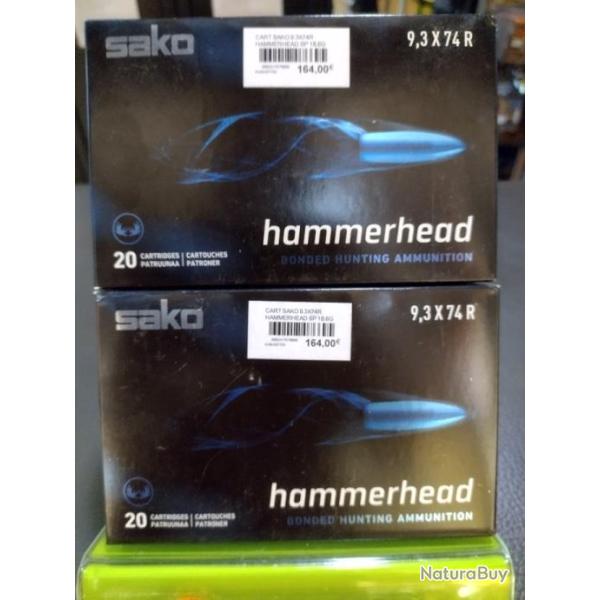 sako
CART SAKO 9.3X74R
HAMMERHEAD SP 18.6G
164,00€
9,3 X 74 R
hammerhead
BONDED HUNTING AMMUNITION
20 CARTRIDGES | CARTOUCHES
PATRUUNAA | PATRONER
sako
CART SAKO 9.3X74R
HAMMERHEAD SP 18.6G
164,00€
9,3 X 74 R
hammerhead
BONDED HUNTING AMMUNITION
20 CARTRIDGES | CARTOUCHES
PATRUUNAA | PATRONER
NaturaBuy